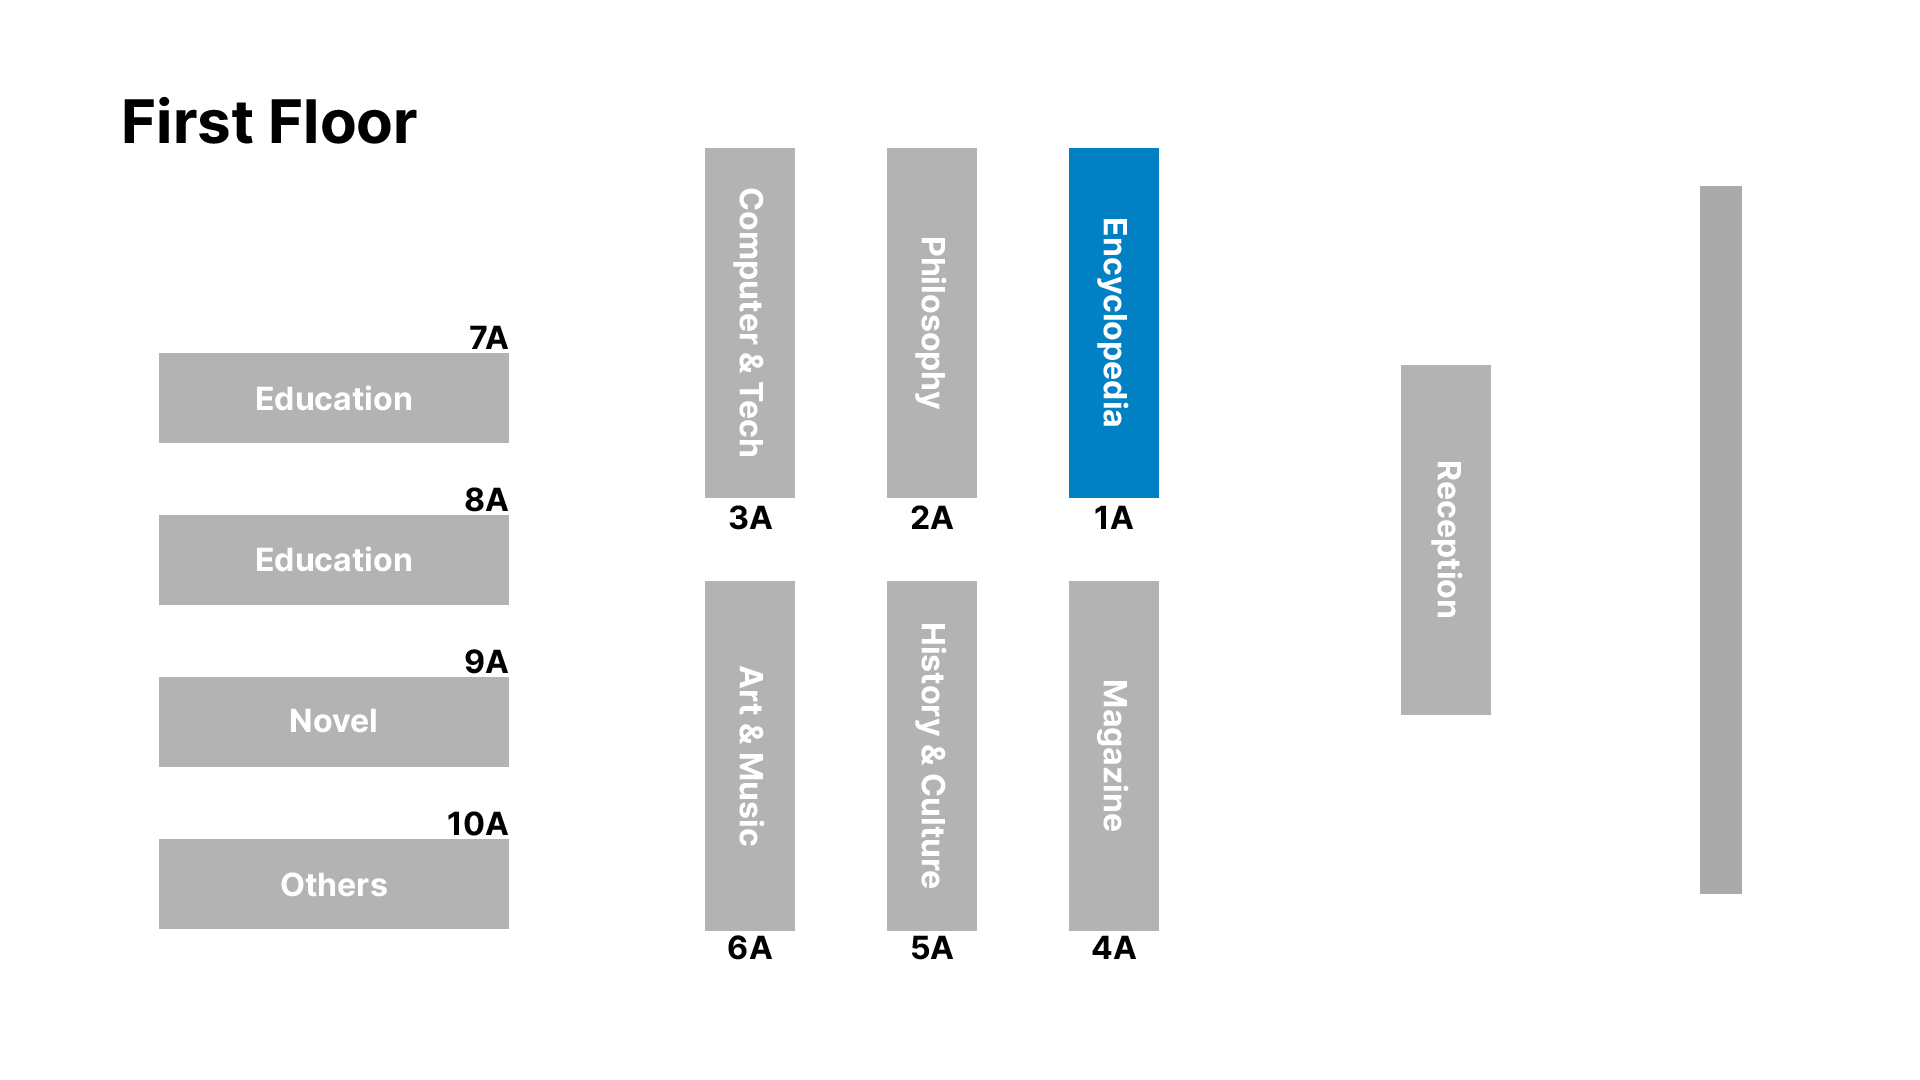 First Floor
Computer & Tech
3A
Philosophy
2A
Encyclopedia
1A
7A
Education
8A
Education
9A
Novel
10A
Others
Art & Music
6A
History & Culture
5A
Magazine
4A
Reception